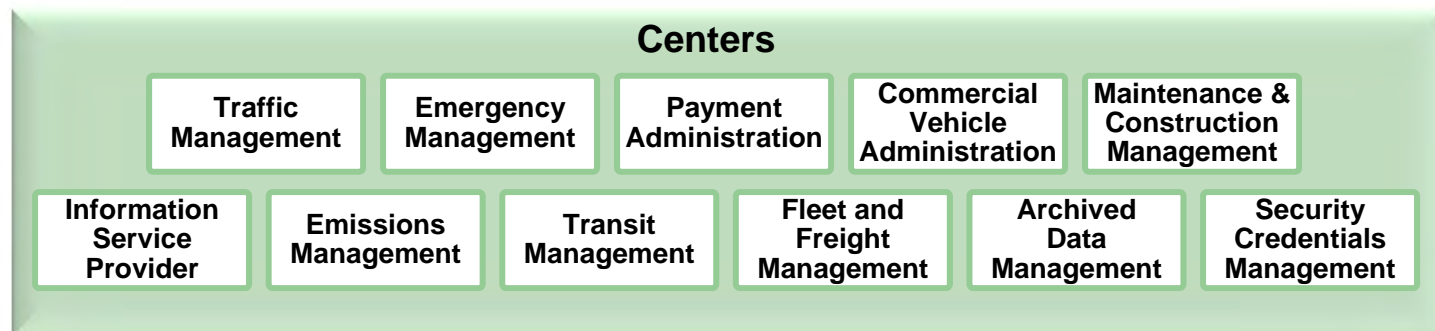 Centers
Traffic
Management
Emergency
Management
Payment
Administration
Commercial
Vehicle
Administration
Maintenance &
Construction
Management
Information
Service
Provider
Emissions
Management
Transit
Management
Fleet and
Freight
Management
Archived
Data
Management
Security
Credentials
Management